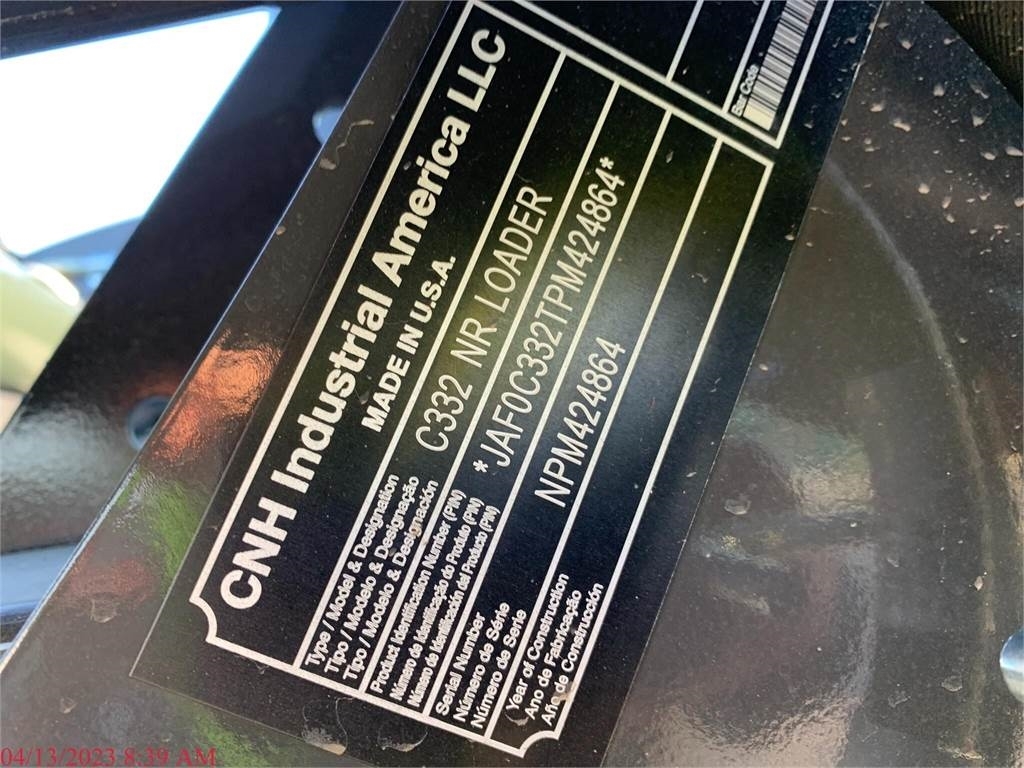 Bar Code
CNH Industrial America LLC
MADE IN U.S.A.
Type / Model & Designation
Tipo / Modelo & Designação
Tipo / Modelo & Designación
C332 NR LOADER
Product Identification Number (PIN)
Número de Identificação do Produto (PIN)
Número de Identificación del Producto (PIN)
*JAF0C332TPM424864*
Serial Number
Número de Série
Número de Serie
NPM424864
Year of Construction
Ano de Fabricação
Año de Construcción
04/13/2023 8:39 AM